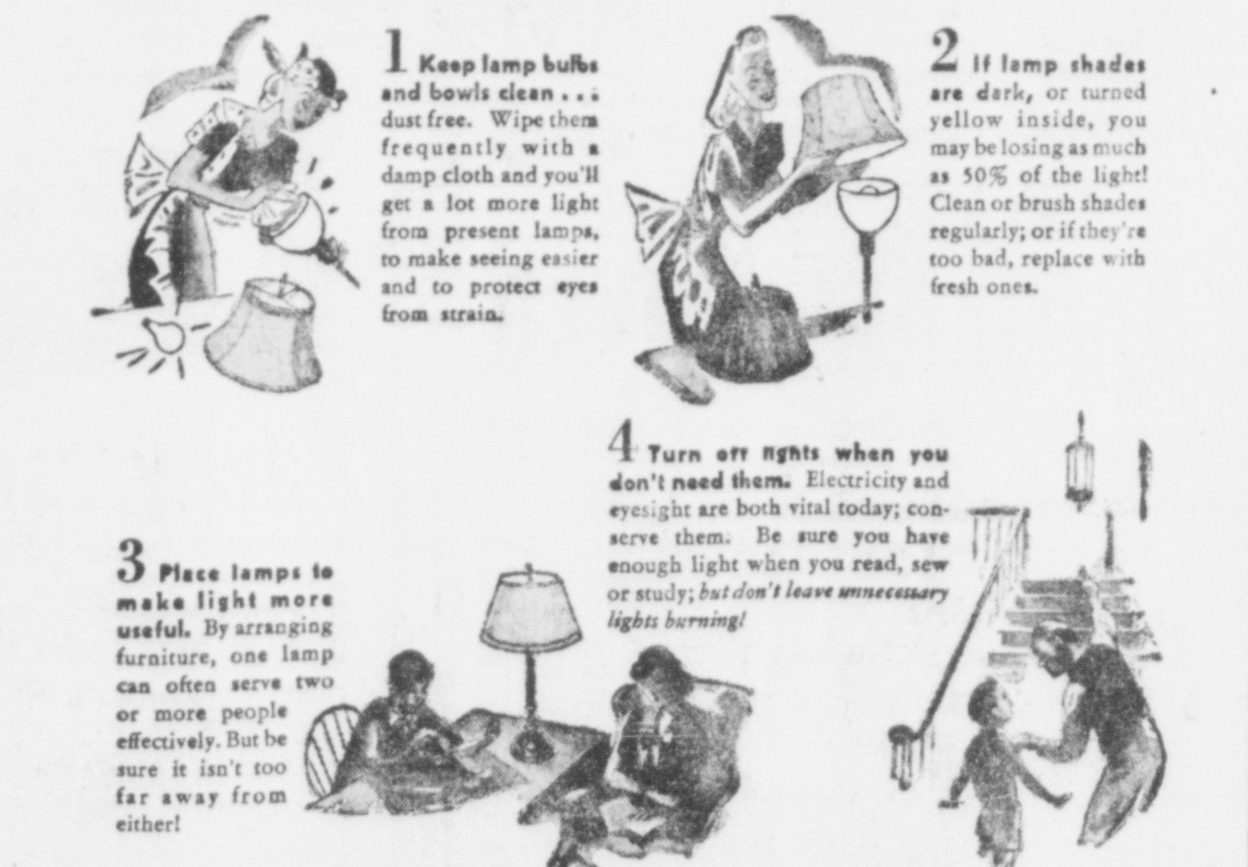 1 Keep lamp bulbs
and bowls clean . . .
dust free. Wipe them
frequently with a
damp cloth and you'll
get a lot more light
from present lamps,
to make seeing easier
and to protect eyes
from strain.
2 If lamp shades
are dark, or turned
yellow inside, you
may be losing as much
as 50% of the light!
Clean or brush shades
regularly; or if they're
too bad, replace with
fresh ones.
3 Place lamps to
make light more
useful. By arranging
furniture, one lamp
can often serve two
or more people
effectively. But be
sure it isn't too
far away from
either!
4 Turn off lights when you
don't need them. Electricity and
eyesight are both vital today; con-
serve them. Be sure you have
enough light when you read, sew
or study; but don't leave unnecessary
lights burning!